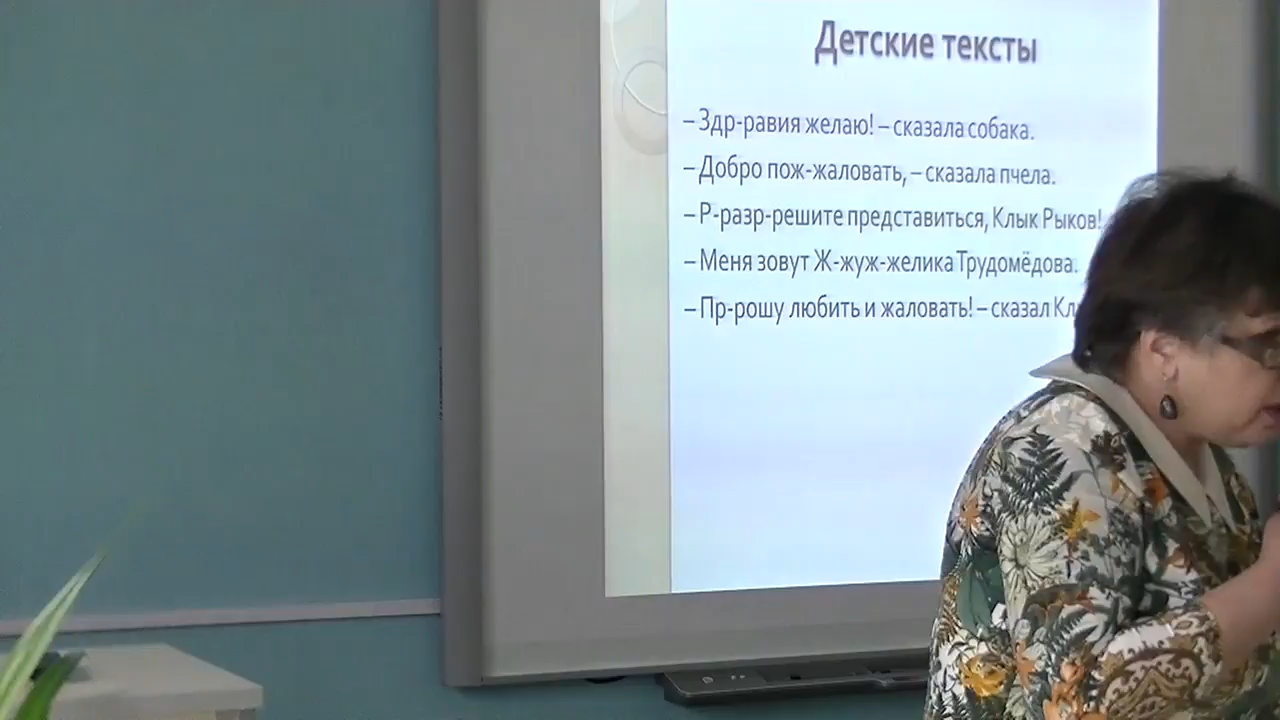 Детские тексты
– Здр-равия желаю! – сказала собака.
– Добро пож-жаловать, – сказала пчела.
– Р-разр-решите представиться, Клык Рыков!
– Меня зовут Ж-жуж-желика Трудомёдова.
– Пр-рошу любить и жаловать! – сказал